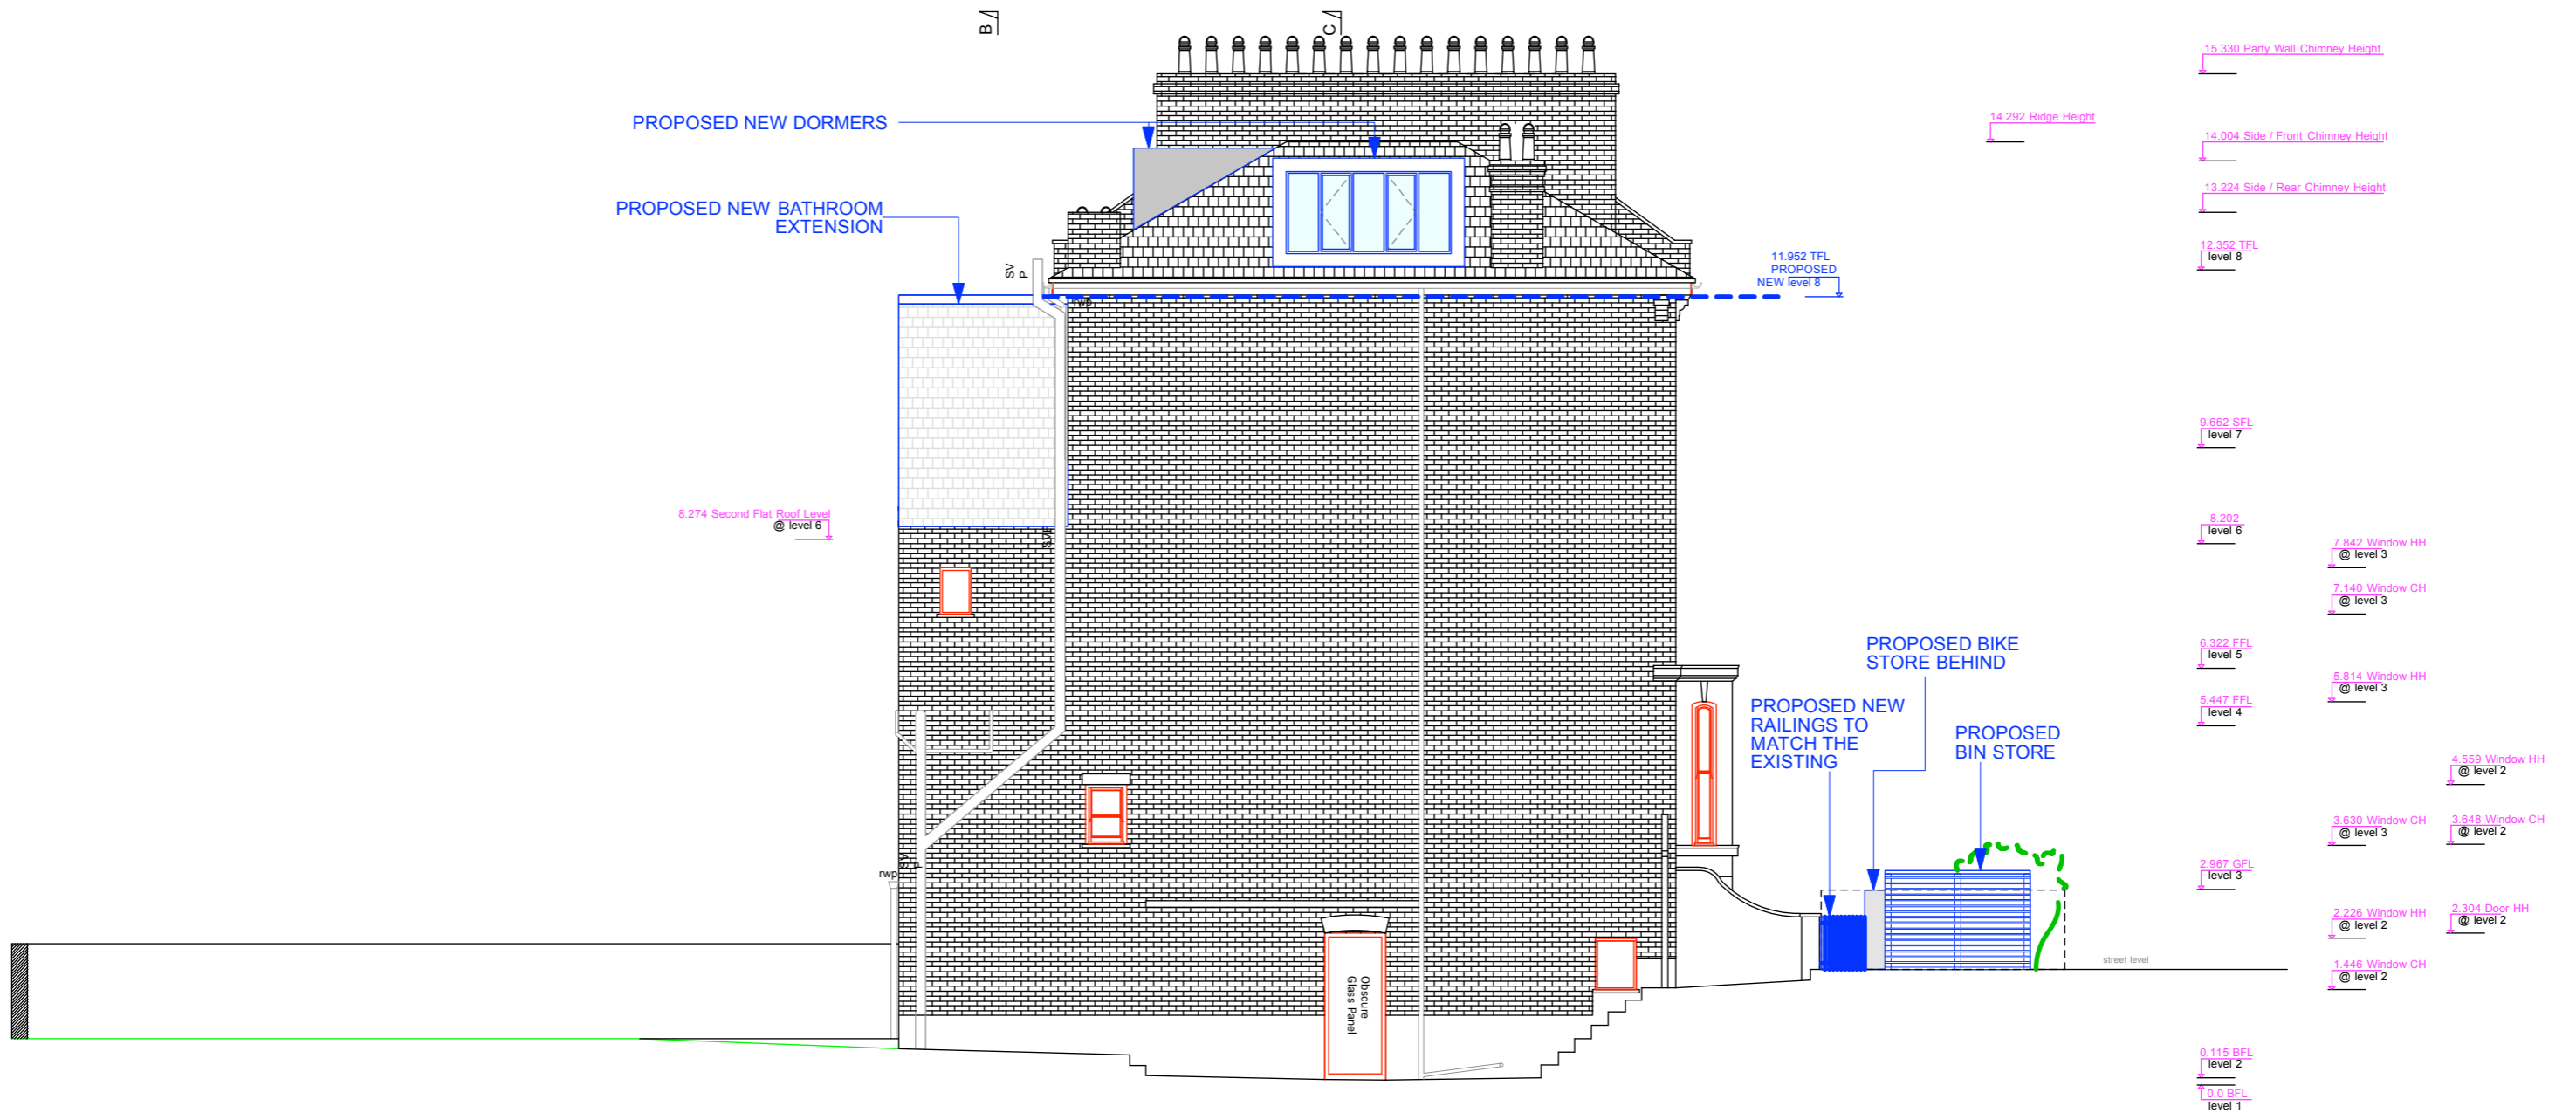 B
C
15.330 Party Wall Chimney Height
PROPOSED NEW DORMERS
14.292 Ridge Height
14.004 Side / Front Chimney Height
13.224 Side / Rear Chimney Height
PROPOSED NEW BATHROOM
EXTENSION
SV
P
rwp
11.952 TFL
PROPOSED
NEW level 8
12.352 TFL
level 8
9.662 SFL
level 7
8.274 Second Flat Roof Level
@ level 6
SVP
8.202
level 6
7.842 Window HH
@ level 3
7.140 Window CH
@ level 3
6.322 FFL
level 5
5.814 Window HH
@ level 3
5.447 FFL
level 4
PROPOSED BIKE
STORE BEHIND
PROPOSED NEW
RAILINGS TO
MATCH THE
EXISTING
PROPOSED
BIN STORE
4.559 Window HH
@ level 2
3.630 Window CH
@ level 3
3.648 Window CH
@ level 2
SV
P
rwp
2.967 GFL
level 3
2.226 Window HH
@ level 2
2.304 Door HH
@ level 2
street level
1.446 Window CH
@ level 2
Obscure
Glass Panel
0.115 BFL
level 2
0.0 BFL
level 1